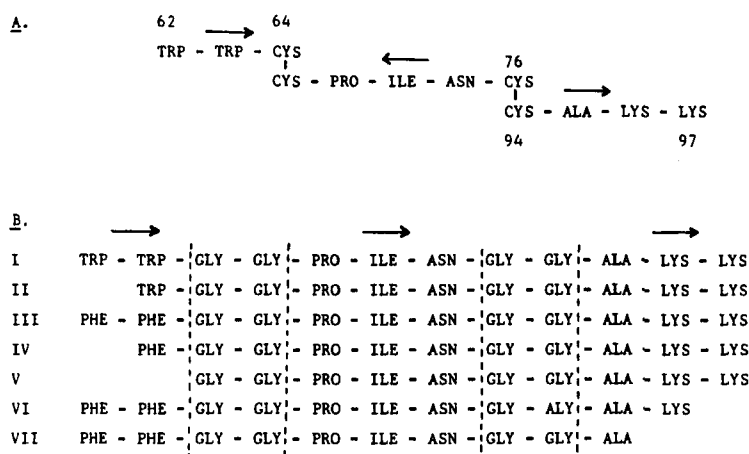 A.
62 64
TRP - TRP - CYS
76
CYS - PRO - ILE - ASN - CYS
CYS - ALA - LYS - LYS
94 97
B.
I TRP - TRP - GLY - GLY - PRO - ILE - ASN - GLY - GLY - ALA - LYS - LYS
II TRP - GLY - GLY - PRO - ILE - ASN - GLY - GLY - ALA - LYS - LYS
III PHE - PHE - GLY - GLY - PRO - ILE - ASN - GLY - GLY - ALA - LYS - LYS
IV PHE - GLY - GLY - PRO - ILE - ASN - GLY - GLY - ALA - LYS - LYS
V GLY - GLY - PRO - ILE - ASN - GLY - GLY - ALA - LYS - LYS
VI PHE - PHE - GLY - GLY - PRO - ILE - ASN - GLY - ALY - ALA - LYS
VII PHE - PHE - GLY - GLY - PRO - ILE - ASN - GLY - GLY - ALA